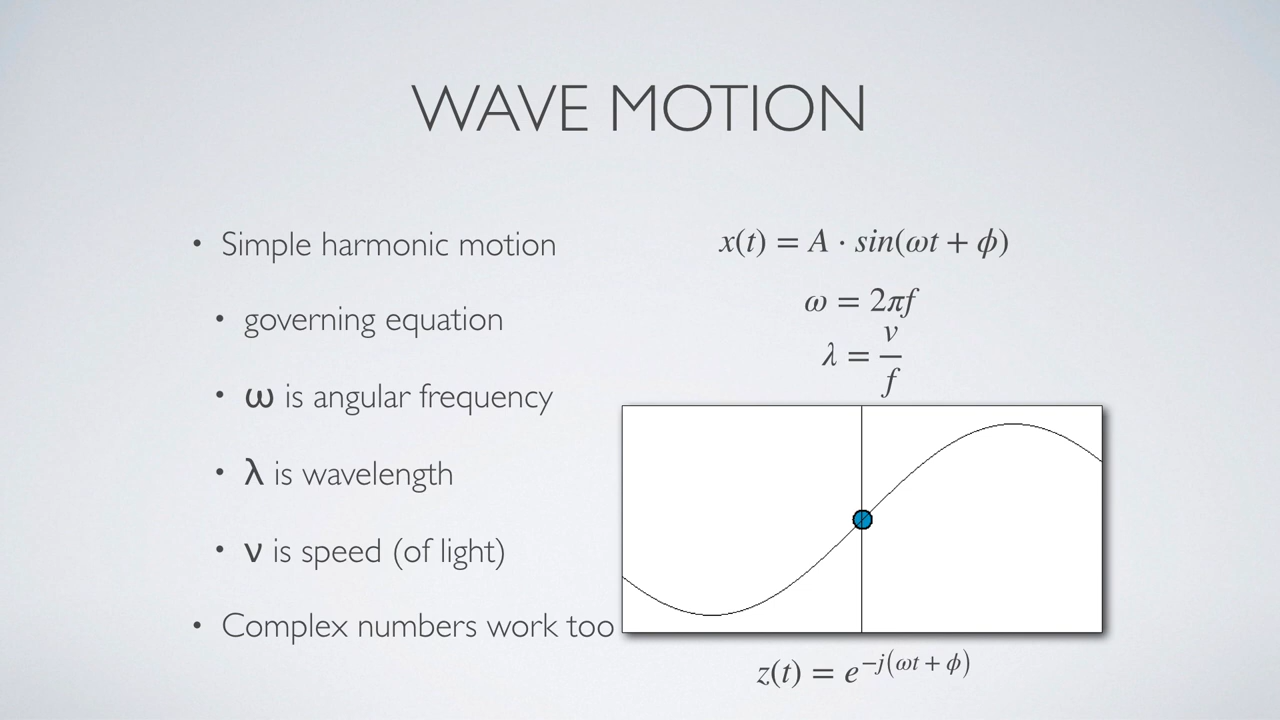 WAVE MOTION
• Simple harmonic motion
• governing equation
• ω is angular frequency
• λ is wavelength
• ν is speed (of light)
• Complex numbers work too
x(t) = A · sin(ωt + ϕ)
ω = 2πf
λ = v/f
z(t) = e^−j(ωt + ϕ)